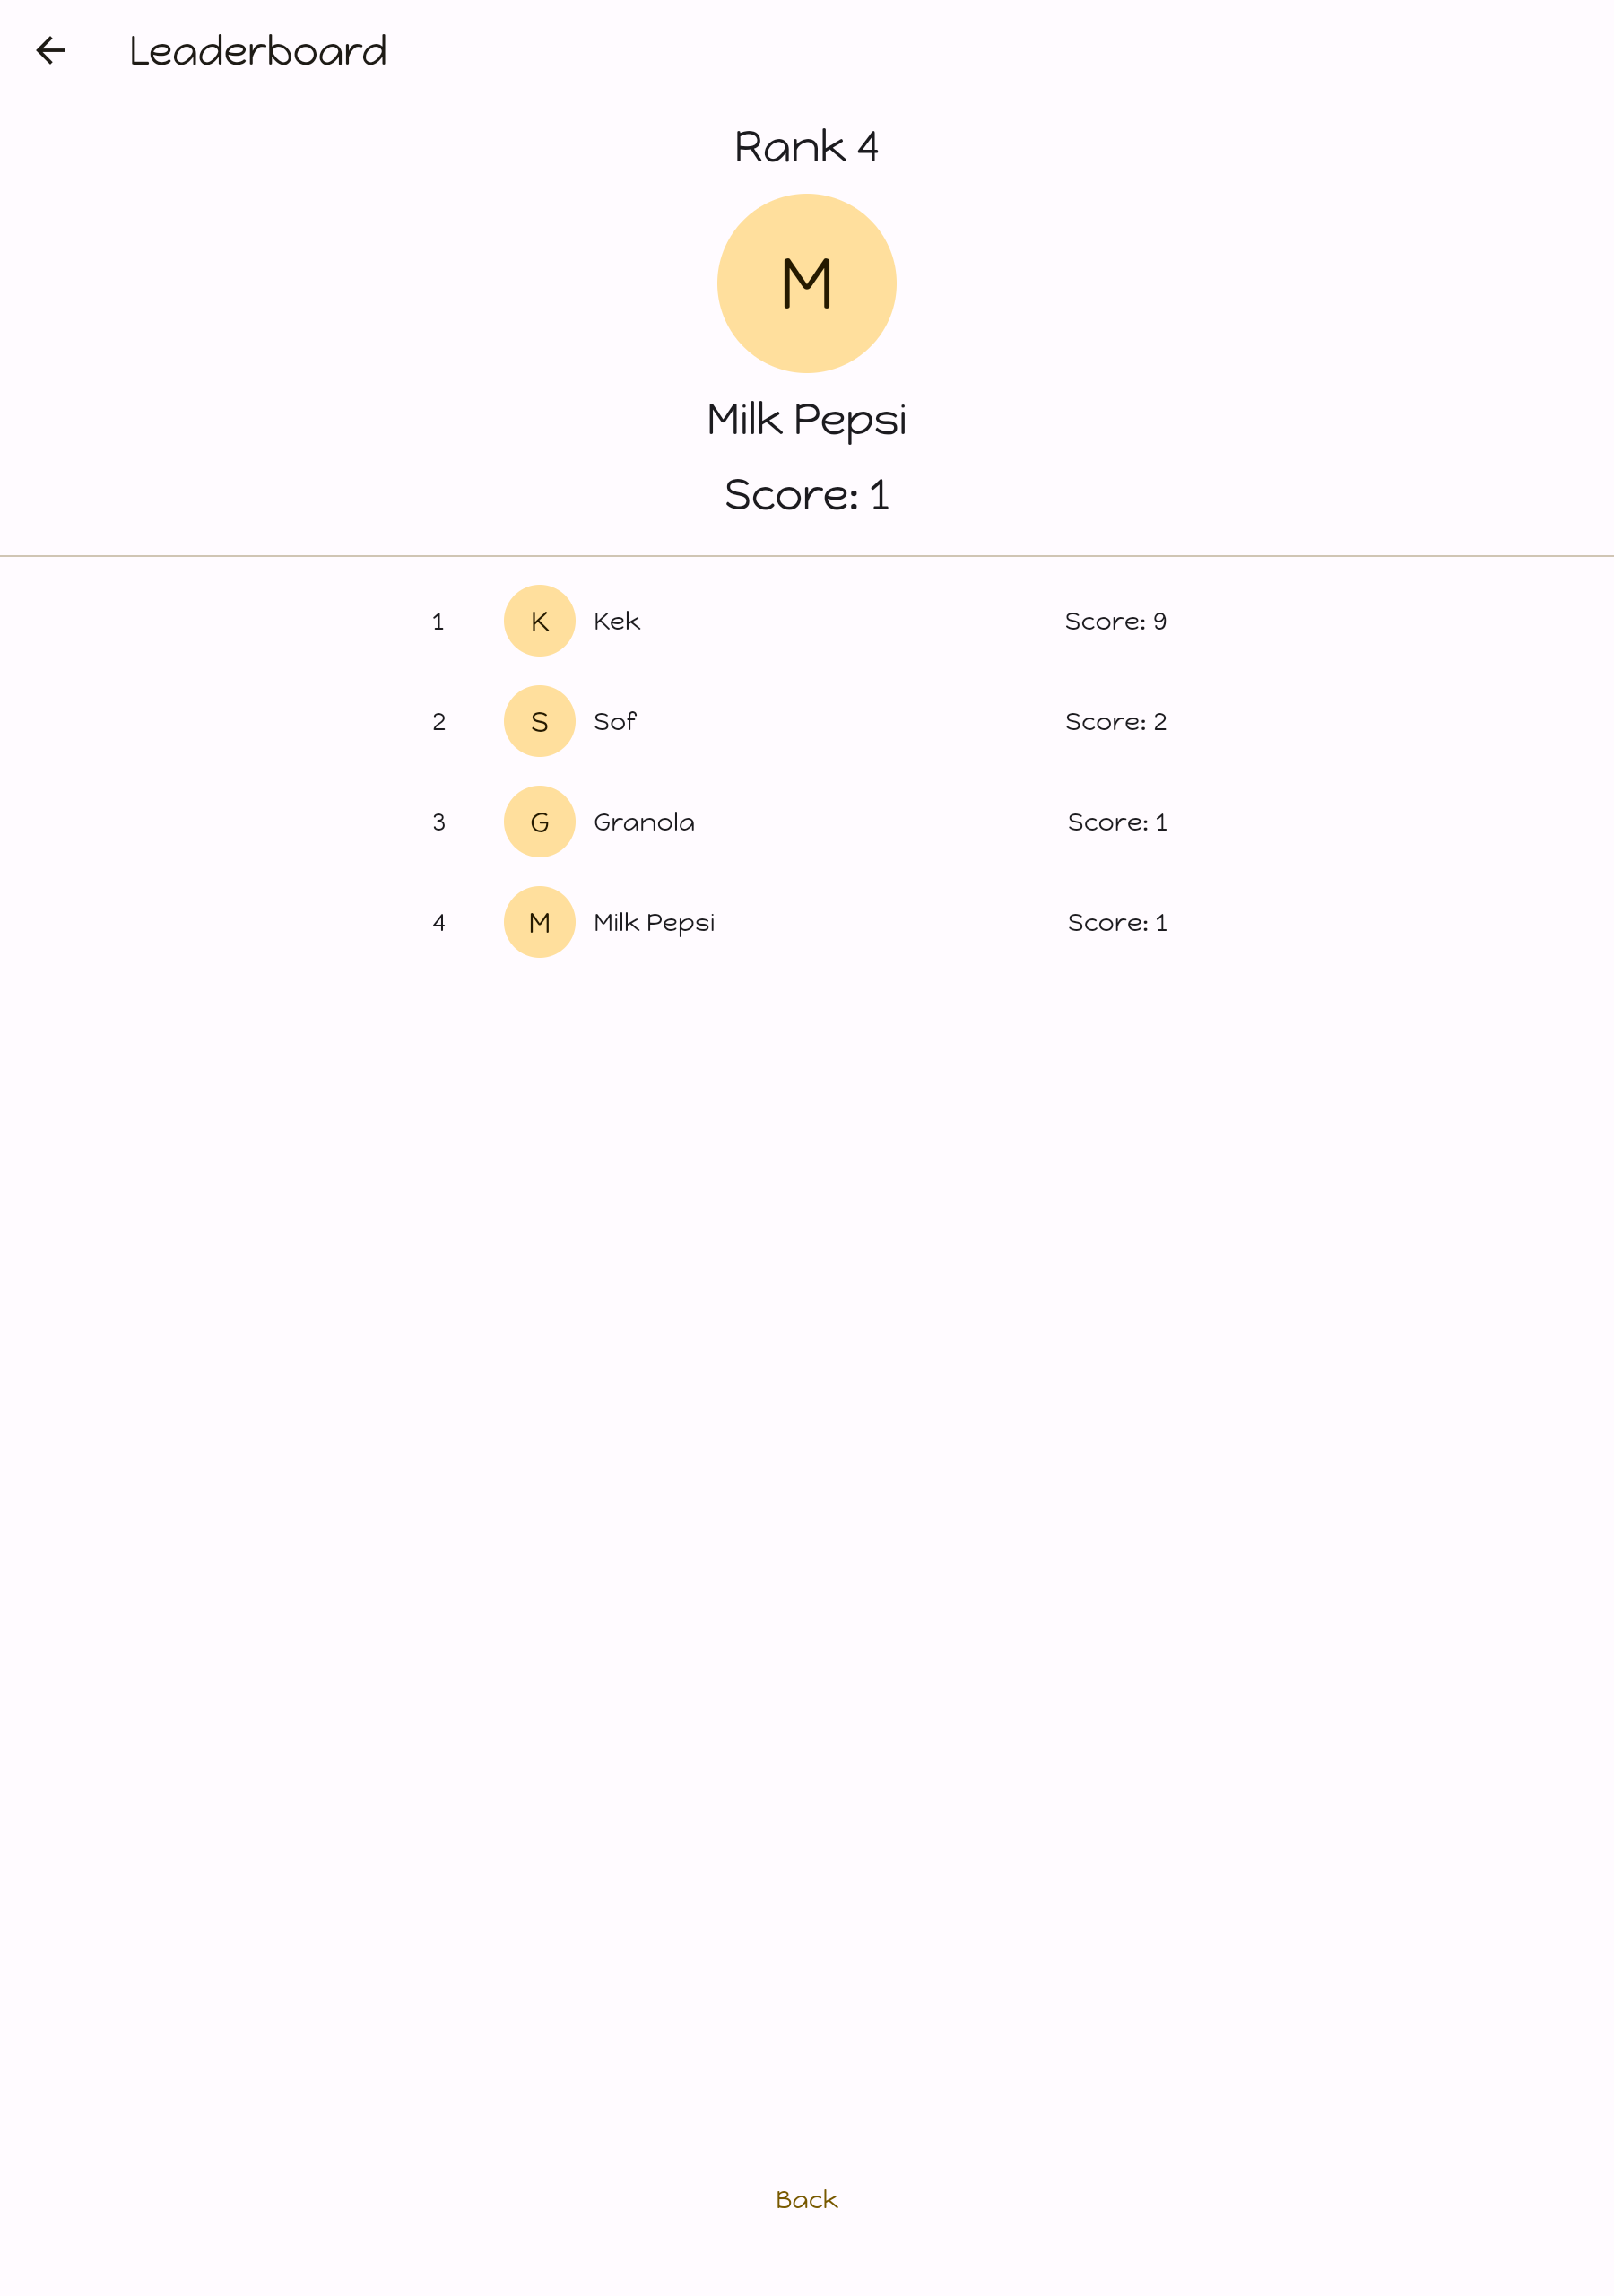 Leaderboard
Rank 4
M
Milk Pepsi
Score: 1
1 K Kek Score: 9
2 S Sof Score: 2
3 G Granola Score: 1
4 M Milk Pepsi Score: 1
Back